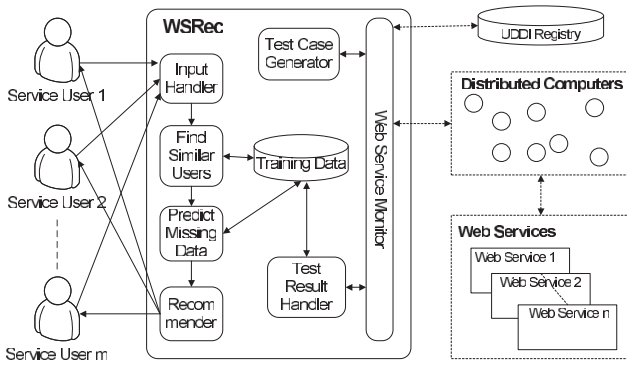 WSRec
Service User 1
Service User 2
Service User m
Input
Handler
Find
Similar
Users
Predict
Missing
Data
Recom
mender
Test Case
Generator
Training Data
Test
Result
Handler
Web Service Monitor
UDDI Registry
Distributed Computers
Web Services
Web Service 1
Web Service 2
Web Service n